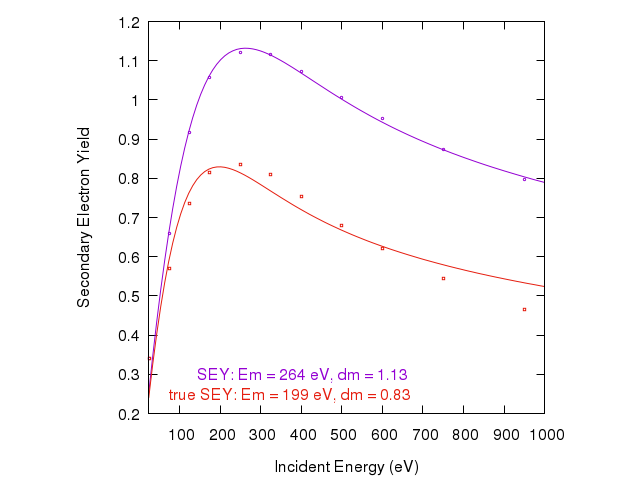 1.2
1.1
1
0.9
0.8
0.7
0.6
0.5
0.4
0.3
0.2
Secondary Electron Yield
SEY: Em = 264 eV, dm = 1.13
true SEY: Em = 199 eV, dm = 0.83
100 200 300 400 500 600 700 800 900 1000
Incident Energy (eV)